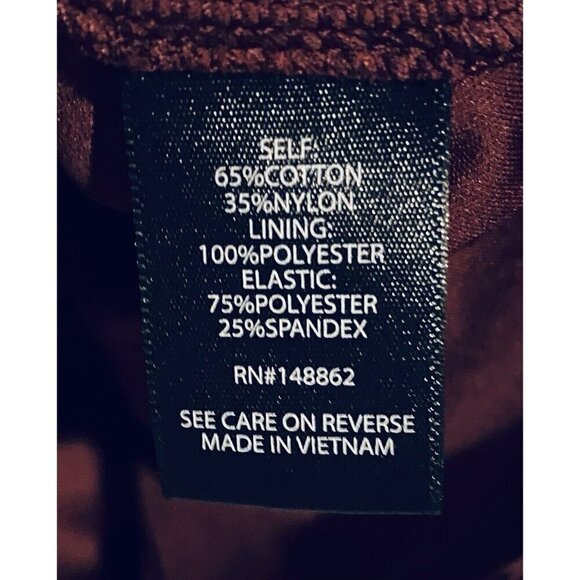 SELF:
65%COTTON
35%NYLON
LINING:
100%POLYESTER
ELASTIC:
75%POLYESTER
25%SPANDEX
RN#148862
SEE CARE ON REVERSE
MADE IN VIETNAM